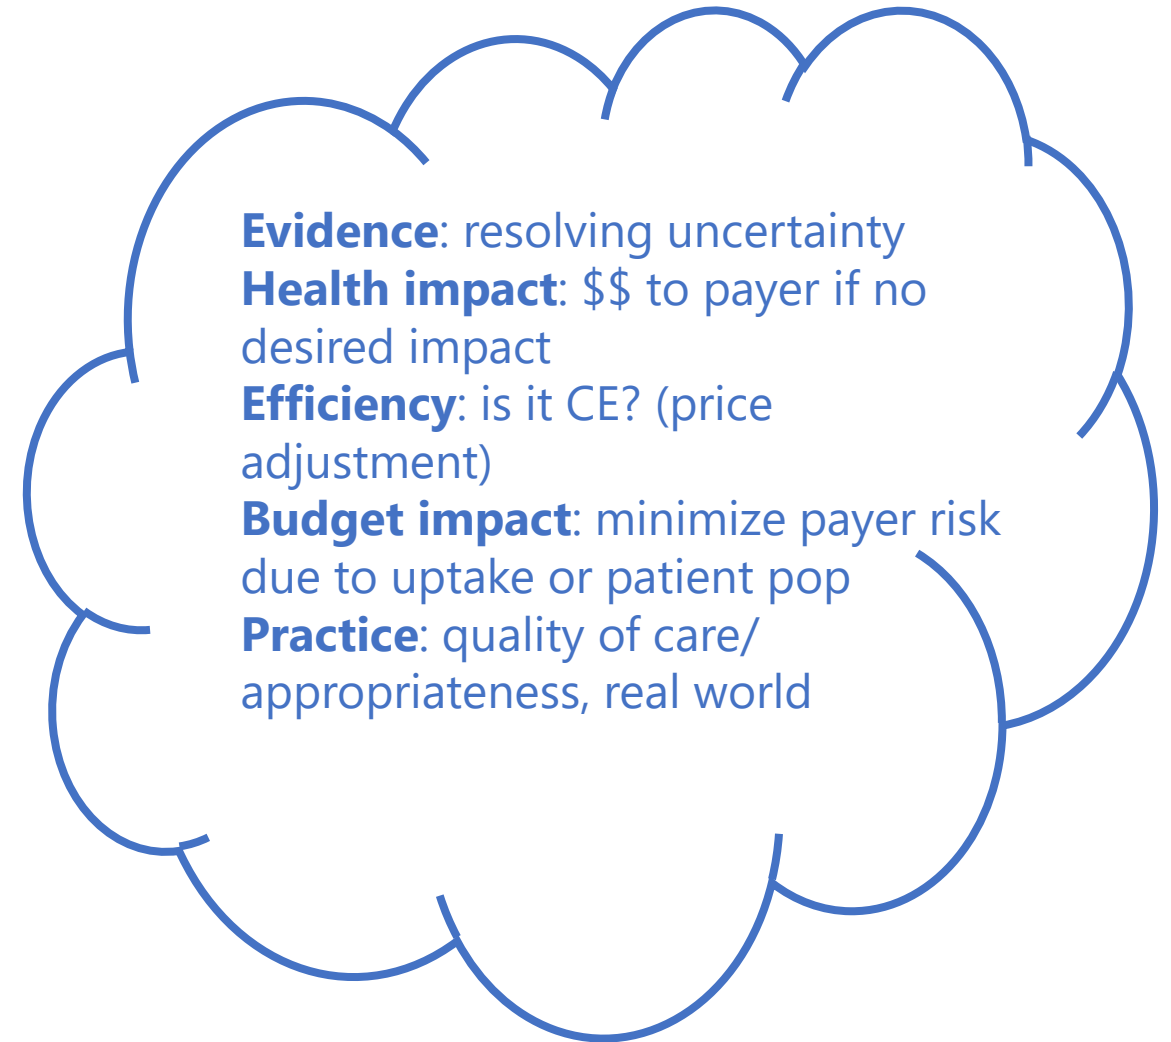 Evidence: resolving uncertainty
Health impact: $$ to payer if no
desired impact
Efficiency: is it CE? (price
adjustment)
Budget impact: minimize payer risk
due to uptake or patient pop
Practice: quality of care/
appropriateness, real world